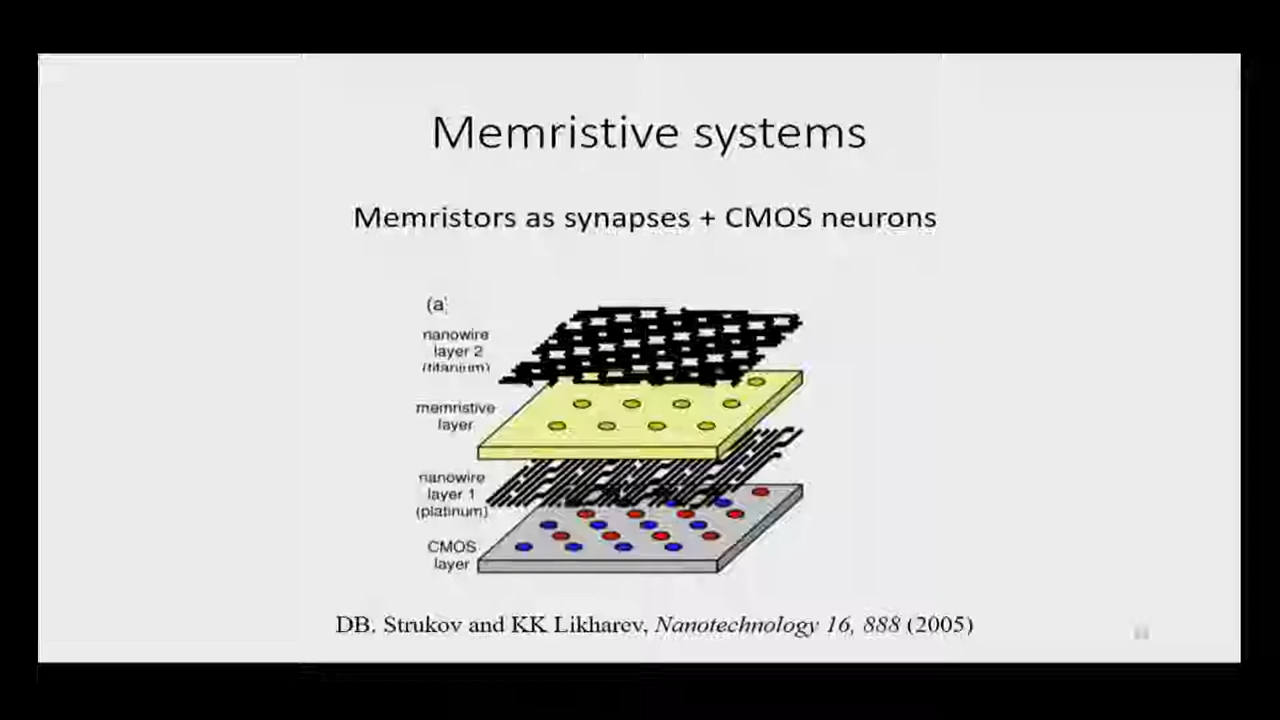 Memristive systems
Memristors as synapses + CMOS neurons
(a)
nanowire
layer 2
(titanium)
memristive
layer
nanowire
layer 1
(platinum)
CMOS
layer
DB. Strukov and KK Likharev, Nanotechnology 16, 888 (2005)